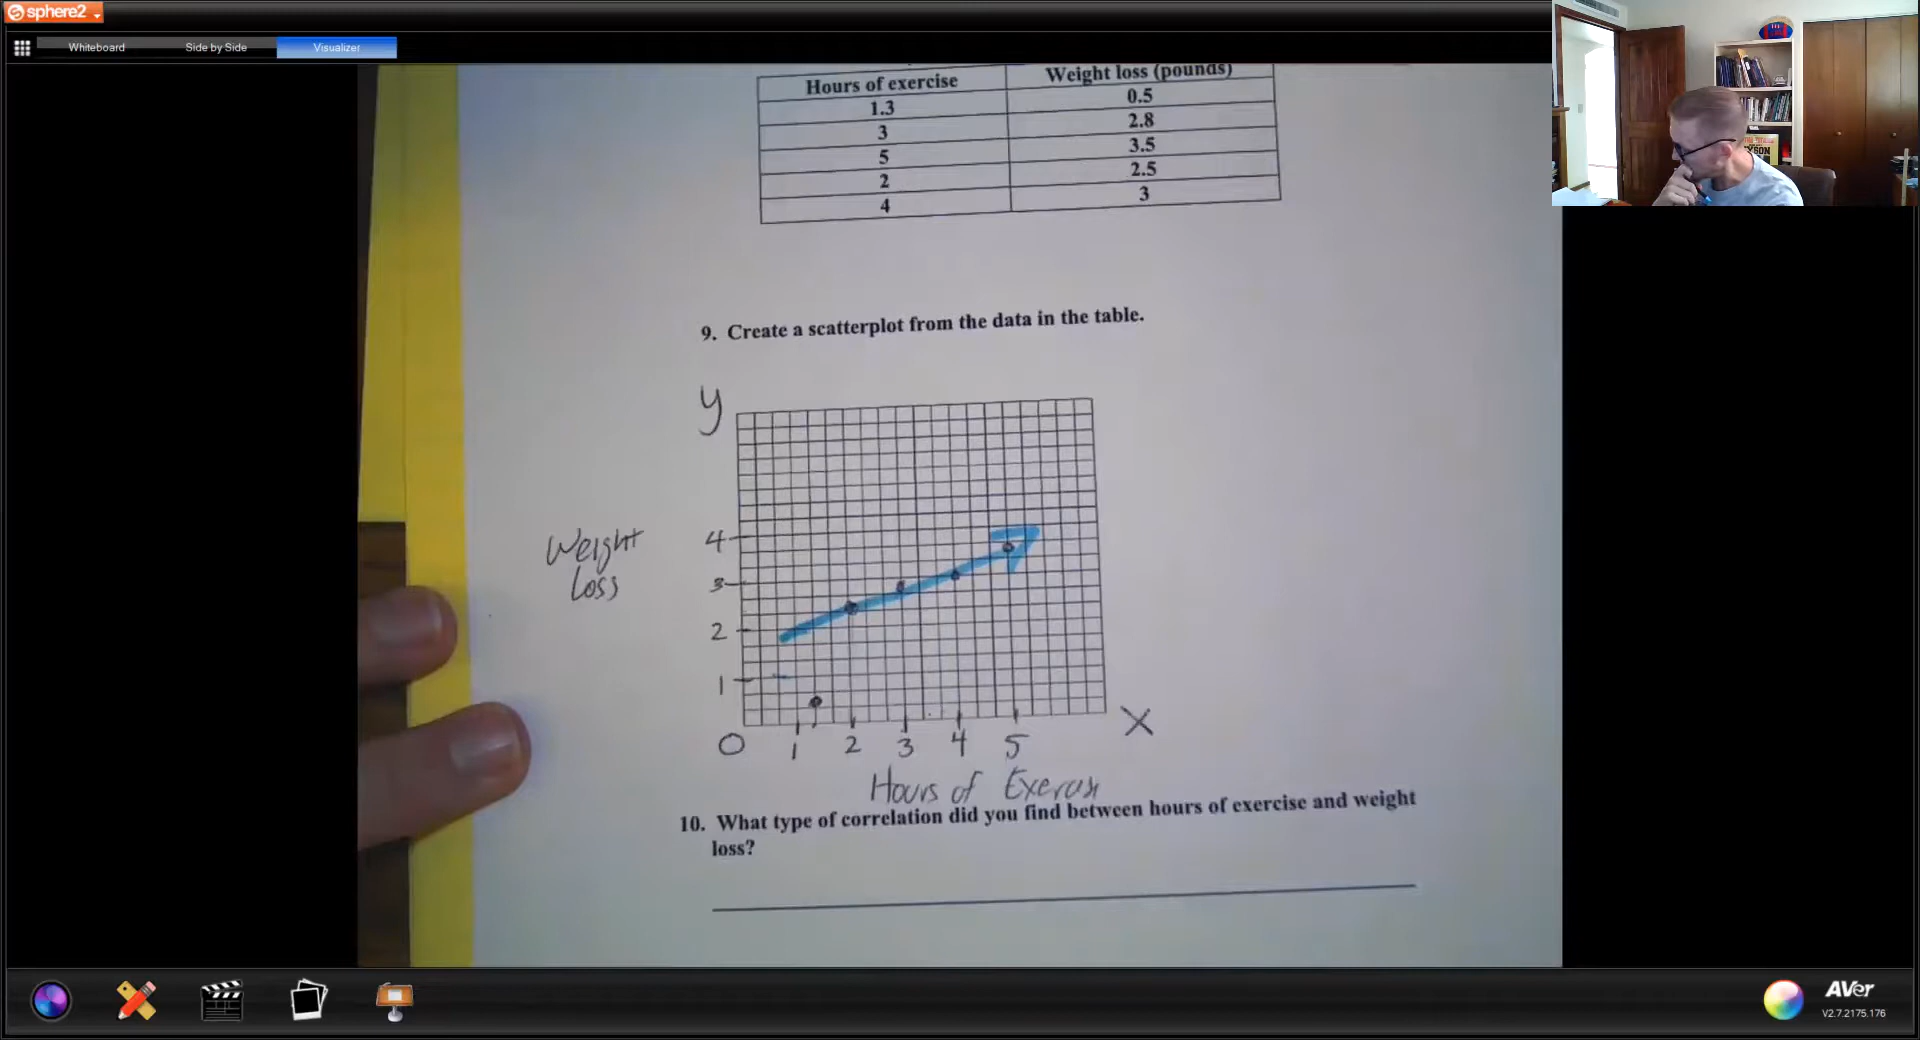 sphere2
Whiteboard Side by Side Visualizer
Hours of exercise Weight loss (pounds)
1.3 0.5
3 2.8
5 3.5
2 2.5
4 3
9. Create a scatterplot from the data in the table.
y
Weight
Loss
4
3
2
1
0 1 2 3 4 5
X
Hours of Exercise
10. What type of correlation did you find between hours of exercise and weight
loss?
AVer
V2.7.2175.176